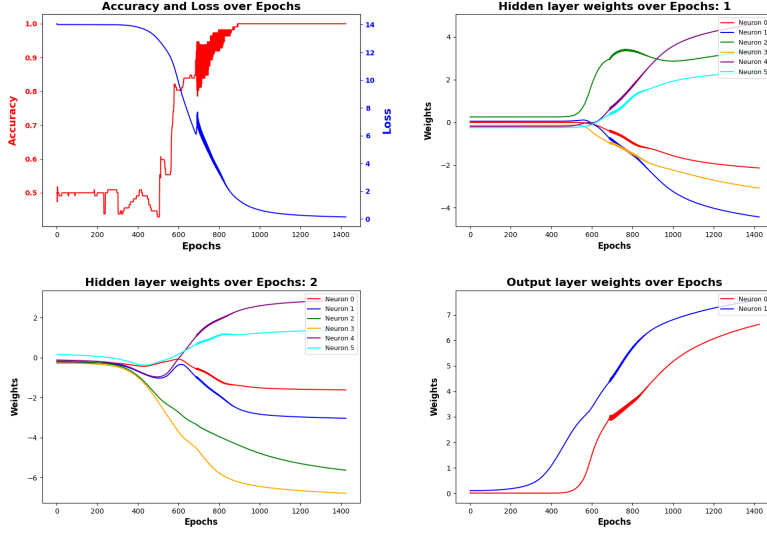 Accuracy and Loss over Epochs
1.0
0.9
0.8
0.7
0.6
0.5
Accuracy
14
12
10
8
6
4
2
0
Loss
0 200 400 600 800 1000 1200 1400
Epochs
Hidden layer weights over Epochs: 1
Neuron 0
Neuron 1
Neuron 2
Neuron 3
Neuron 4
Neuron 5
4
2
0
−2
−4
Weights
0 200 400 600 800 1000 1200 1400
Epochs
Hidden layer weights over Epochs: 2
Neuron 0
Neuron 1
Neuron 2
Neuron 3
Neuron 4
Neuron 5
2
0
−2
−4
−6
Weights
0 200 400 600 800 1000 1200 1400
Epochs
Output layer weights over Epochs
Neuron 0
Neuron 1
7
6
5
4
3
2
1
0
Weights
0 200 400 600 800 1000 1200 1400
Epochs